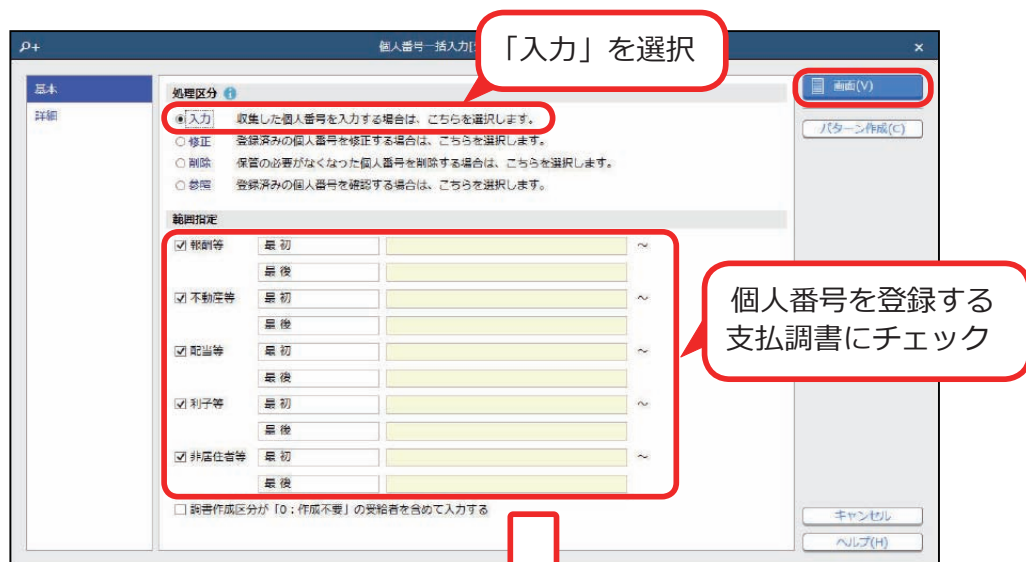 個人番号一括入力[
「入力」を選択
基本
詳細
処理区分
入力 収集した個人番号を入力する場合は、こちらを選択します。
修正 登録済みの個人番号を修正する場合は、こちらを選択します。
削除 保管の必要がなくなった個人番号を削除する場合は、こちらを選択します。
参照 登録済みの個人番号を確認する場合は、こちらを選択します。
画面(V)
パターン作成(C)
範囲指定
報酬等 最初 ～
最後
不動産等 最初 ～
最後
配当等 最初 ～
最後
利子等 最初 ～
最後
非居住者等 最初 ～
最後
個人番号を登録する
支払調書にチェック
調書作成区分が「0：作成不要」の受給者を含めて入力する
キャンセル
ヘルプ(H)